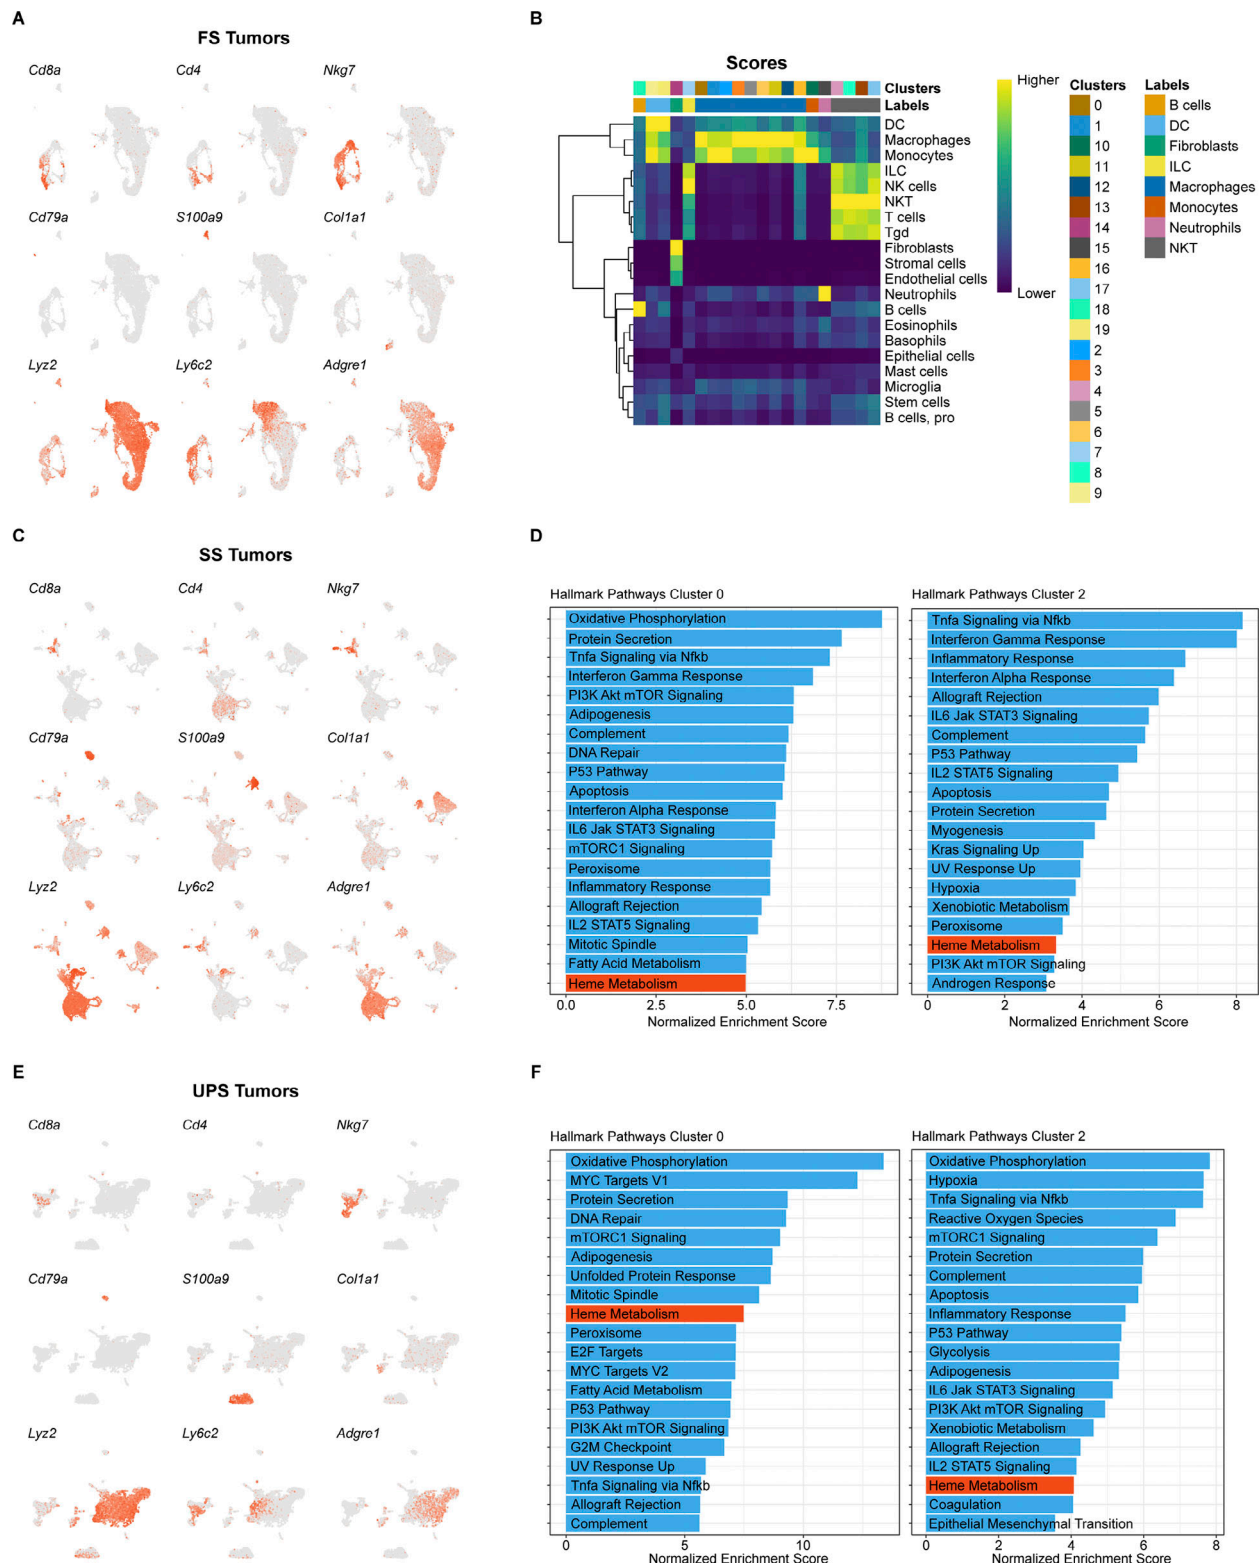 A
FS Tumors
Cd8a
Cd4
Nkg7
Cd79a
S100a9
Col1a1
Lyz2
Ly6c2
Adgre1
B
Scores
Clusters
Labels
DC
Macrophages
Monocytes
ILC
NK cells
NKT
T cells
Tgd
Fibroblasts
Stromal cells
Endothelial cells
Neutrophils
B cells
Eosinophils
Basophils
Epithelial cells
Mast cells
Microglia
Stem cells
B cells, pro
Higher
Lower
Clusters
0
1
10
11
12
13
14
15
16
17
18
19
2
3
4
5
6
7
8
9
Labels
B cells
DC
Fibroblasts
ILC
Macrophages
Monocytes
Neutrophils
NKT
C
SS Tumors
Cd8a
Cd4
Nkg7
Cd79a
S100a9
Col1a1
Lyz2
Ly6c2
Adgre1
D
Hallmark Pathways Cluster 0
Oxidative Phosphorylation
Protein Secretion
Tnfa Signaling via Nfkb
Interferon Gamma Response
PI3K Akt mTOR Signaling
Adipogenesis
Complement
DNA Repair
P53 Pathway
Apoptosis
Interferon Alpha Response
IL6 Jak STAT3 Signaling
mTORC1 Signaling
Peroxisome
Inflammatory Response
Allograft Rejection
IL2 STAT5 Signaling
Mitotic Spindle
Fatty Acid Metabolism
Heme Metabolism
0.0 2.5 5.0 7.5
Normalized Enrichment Score
Hallmark Pathways Cluster 2
Tnfa Signaling via Nfkb
Interferon Gamma Response
Inflammatory Response
Interferon Alpha Response
Allograft Rejection
IL6 Jak STAT3 Signaling
Complement
P53 Pathway
IL2 STAT5 Signaling
Apoptosis
Protein Secretion
Myogenesis
Kras Signaling Up
UV Response Up
Hypoxia
Xenobiotic Metabolism
Peroxisome
Heme Metabolism
PI3K Akt mTOR Signaling
Androgen Response
0 2 4 6 8
Normalized Enrichment Score
E
UPS Tumors
Cd8a
Cd4
Nkg7
Cd79a
S100a9
Col1a1
Lyz2
Ly6c2
Adgre1
F
Hallmark Pathways Cluster 0
Oxidative Phosphorylation
MYC Targets V1
Protein Secretion
DNA Repair
mTORC1 Signaling
Adipogenesis
Unfolded Protein Response
Mitotic Spindle
Heme Metabolism
Peroxisome
E2F Targets
MYC Targets V2
Fatty Acid Metabolism
P53 Pathway
PI3K Akt mTOR Signaling
G2M Checkpoint
UV Response Up
Tnfa Signaling via Nfkb
Allograft Rejection
Complement
0 5 10
Normalized Enrichment Score
Hallmark Pathways Cluster 2
Oxidative Phosphorylation
Hypoxia
Tnfa Signaling via Nfkb
Reactive Oxygen Species
mTORC1 Signaling
Protein Secretion
Complement
Apoptosis
Inflammatory Response
P53 Pathway
Glycolysis
Adipogenesis
IL6 Jak STAT3 Signaling
PI3K Akt mTOR Signaling
Xenobiotic Metabolism
Allograft Rejection
IL2 STAT5 Signaling
Heme Metabolism
Coagulation
Epithelial Mesenchymal Transition
0 2 4 6 8
Normalized Enrichment Score